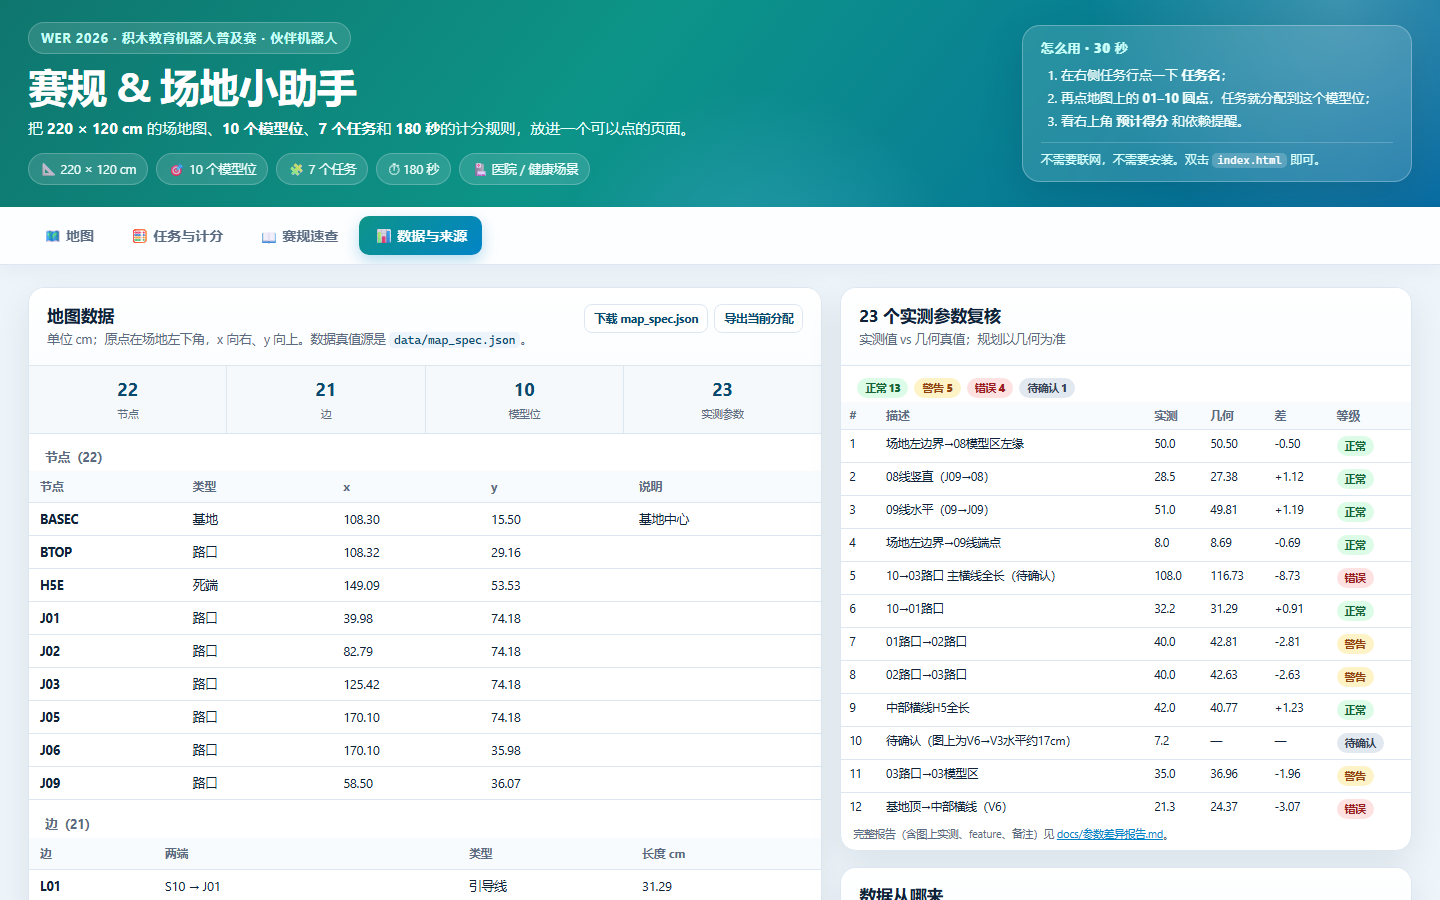 WER 2026 · 积木教育机器人普及赛 · 伙伴机器人
赛规 & 场地小助手
把 220 × 120 cm 的场地图、10 个模型位、7 个任务和 180 秒的计分规则，放进一个可以点的页面。
220 × 120 cm
10 个模型位
7 个任务
180 秒
医院 / 健康场景
怎么用 · 30 秒
1. 在右侧任务行点一下 任务名；
2. 再点地图上的 01–10 圆点，任务就分配到这个模型位；
3. 看右上角 预计得分 和依赖提醒。
不需要联网，不需要安装。双击 index.html 即可。
地图
任务与计分
赛规速查
数据与来源
地图数据
单位 cm；原点在场地左下角，x 向右、y 向上。数据真值源是 data/map_spec.json 。
下载 map_spec.json
导出当前分配
22 21 10 23
节点 边 模型位 实测参数
节点（22）
节点 类型 x y 说明
BASEC 基地 108.30 15.50 基地中心
BTOP 路口 108.32 29.16
H5E 死端 149.09 53.53
J01 路口 39.98 74.18
J02 路口 82.79 74.18
J03 路口 125.42 74.18
J05 路口 170.10 74.18
J06 路口 170.10 35.98
J09 路口 58.50 36.07
边（21）
边 两端 类型 长度 cm
L01 S10 → J01 引导线 31.29
23 个实测参数复核
实测值 vs 几何真值；规划以几何为准
正常 13 警告 5 错误 4 待确认 1
# 描述 实测 几何 差 等级
1 场地左边界→08模型区左缘 50.0 50.50 -0.50 正常
2 08线竖直（J09→08） 28.5 27.38 +1.12 正常
3 09线水平（09→J09） 51.0 49.81 +1.19 正常
4 场地左边界→09线端点 8.0 8.69 -0.69 正常
5 10→03路口 主横线全长（待确认） 108.0 116.73 -8.73 错误
6 10→01路口 32.2 31.29 +0.91 正常
7 01路口→02路口 40.0 42.81 -2.81 警告
8 02路口→03路口 40.0 42.63 -2.63 警告
9 中部横线H5全长 42.0 40.77 +1.23 正常
10 待确认（图上为V6→V3水平约17cm） 7.2 — — 待确认
11 03路口→03模型区 35.0 36.96 -1.96 警告
12 基地顶→中部横线（V6） 21.3 24.37 -3.07 错误
完整报告（含图上实测、feature、备注）见 docs/参数差异报告.md。
数据从哪来